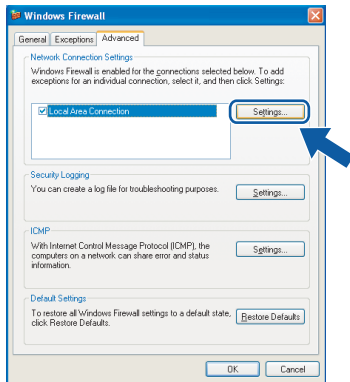 Windows Firewall
General Exceptions Advanced
Network Connection Settings
Windows Firewall is enabled for the connections selected below. To add
exceptions for an individual connection, select it, and then click Settings:
Local Area Connection
Settings...
Security Logging
You can create a log file for troubleshooting purposes.
Settings...
ICMP
With Internet Control Message Protocol (ICMP), the
computers on a network can share error and status
information.
Settings...
Default Settings
To restore all Windows Firewall settings to a default state,
click Restore Defaults.
Restore Defaults
OK Cancel